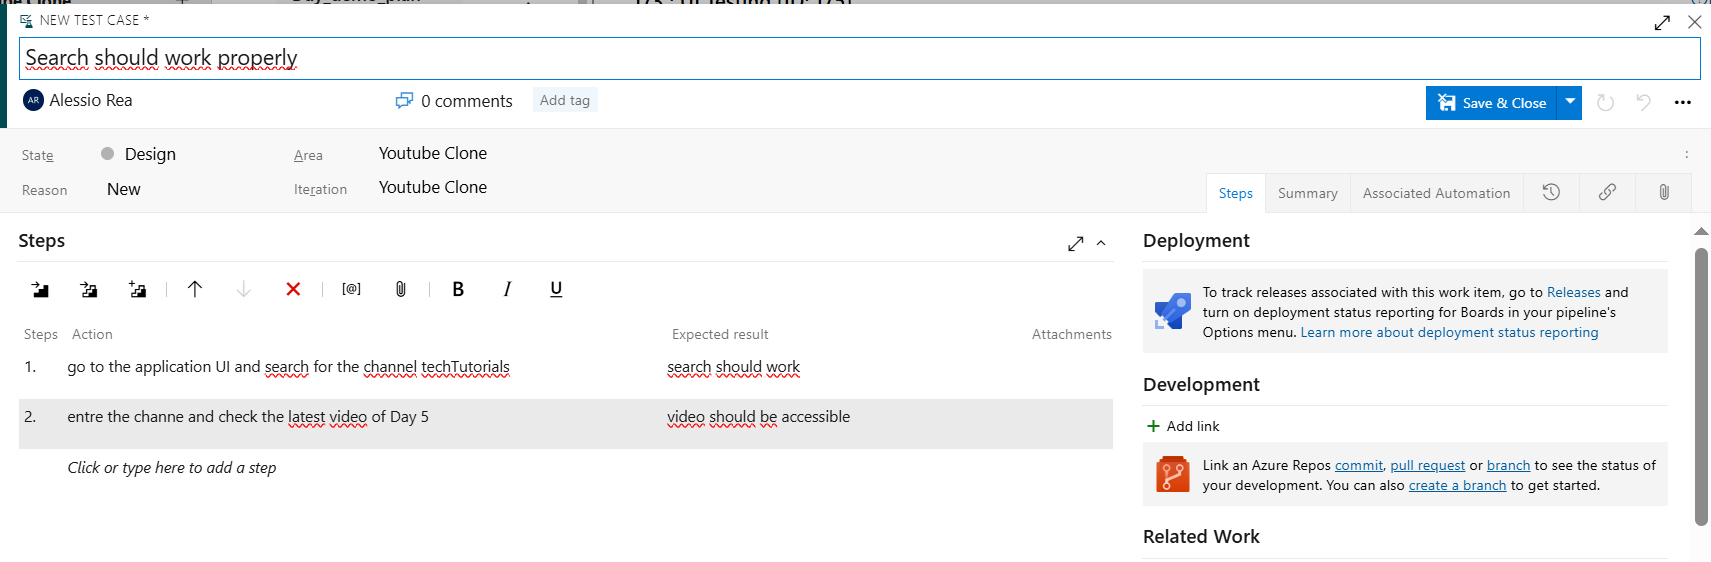 NEW TEST CASE *
Search should work properly
AR Alessio Rea
0 comments
Add tag
Save & Close
State Design
Area Youtube Clone
Reason New
Iteration Youtube Clone
Steps Summary Associated Automation
Steps
[@] B I U
Steps Action Expected result Attachments
1. go to the application UI and search for the channel techTutorials search should work
2. entre the channe and check the latest video of Day 5 video should be accessible
Click or type here to add a step
Deployment
To track releases associated with this work item, go to Releases and
turn on deployment status reporting for Boards in your pipeline's
Options menu. Learn more about deployment status reporting
Development
+ Add link
Link an Azure Repos commit, pull request or branch to see the status of
your development. You can also create a branch to get started.
Related Work